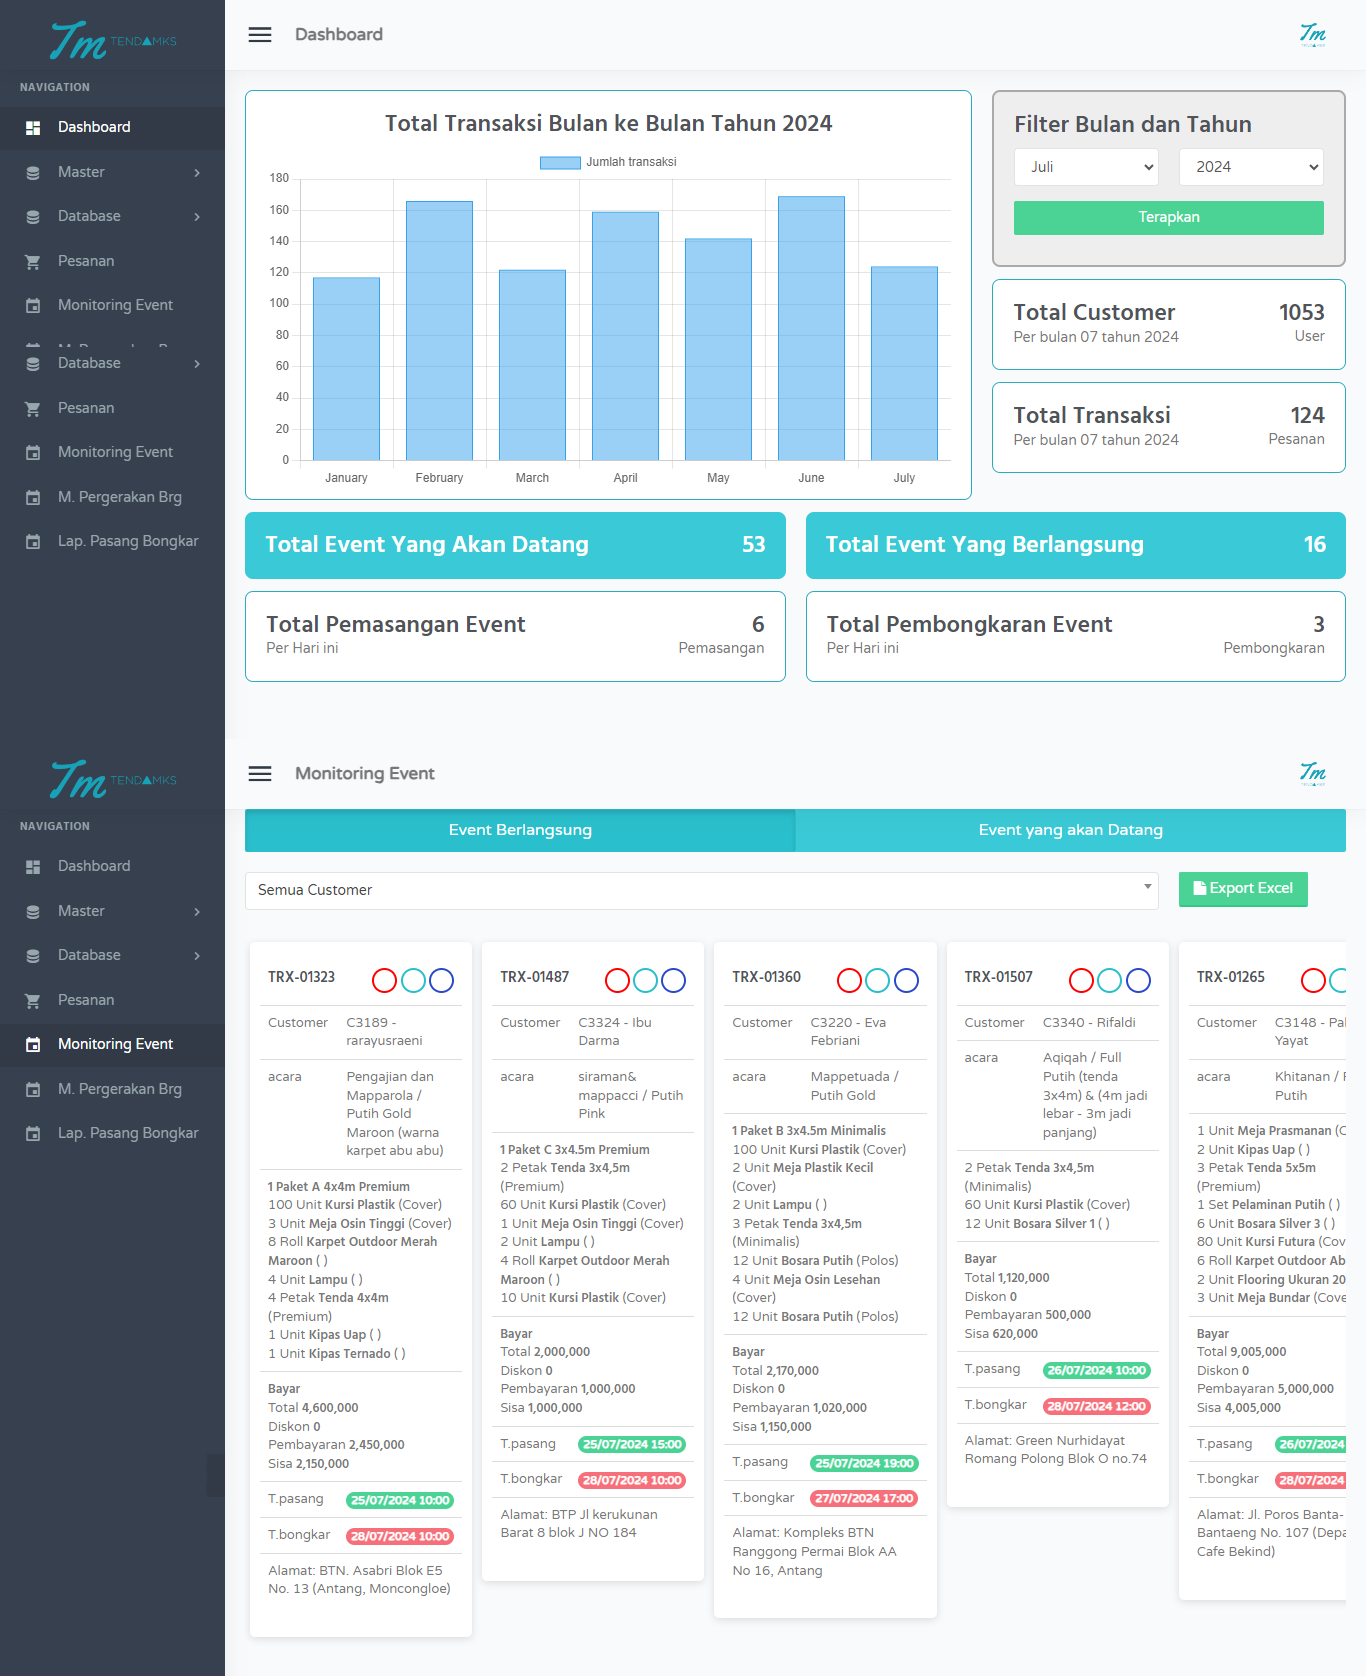 Tm TENDAMKS
NAVIGATION
Dashboard
Master
Database
Pesanan
Monitoring Event
Database
Pesanan
Monitoring Event
M. Pergerakan Brg
Lap. Pasang Bongkar
Dashboard
Tm
Total Transaksi Bulan ke Bulan Tahun 2024
Jumlah transaksi
180
160
140
120
100
80
60
40
20
0
January February March April May June July
Filter Bulan dan Tahun
Juli 2024
Terapkan
Total Customer 1053
Per bulan 07 tahun 2024 User
Total Transaksi 124
Per bulan 07 tahun 2024 Pesanan
Total Event Yang Akan Datang 53
Total Event Yang Berlangsung 16
Total Pemasangan Event 6
Per Hari ini Pemasangan
Total Pembongkaran Event 3
Per Hari ini Pembongkaran
Tm TENDAMKS
NAVIGATION
Dashboard
Master
Database
Pesanan
Monitoring Event
M. Pergerakan Brg
Lap. Pasang Bongkar
Monitoring Event
Tm
Event Berlangsung
Event yang akan Datang
Semua Customer
Export Excel
TRX-01323
Customer C3189 -
rarayusraeni
acara Pengajian dan
Mapparola /
Putih Gold
Maroon (warna
karpet abu abu)
1 Paket A 4x4m Premium
100 Unit Kursi Plastik (Cover)
3 Unit Meja Osin Tinggi (Cover)
8 Roll Karpet Outdoor Merah
Maroon ( )
4 Unit Lampu ( )
4 Petak Tenda 4x4m
(Premium)
1 Unit Kipas Uap ( )
1 Unit Kipas Ternado ( )
Bayar
Total 4,600,000
Diskon 0
Pembayaran 2,450,000
Sisa 2,150,000
T.pasang 25/07/2024 10:00
T.bongkar 28/07/2024 10:00
Alamat: BTN. Asabri Blok E5
No. 13 (Antang, Moncongloe)
TRX-01487
Customer C3324 - Ibu
Darma
acara siraman&
mappacci / Putih
Pink
1 Paket C 3x4.5m Premium
2 Petak Tenda 3x4,5m
(Premium)
60 Unit Kursi Plastik (Cover)
1 Unit Meja Osin Tinggi (Cover)
2 Unit Lampu ( )
4 Roll Karpet Outdoor Merah
Maroon ( )
10 Unit Kursi Plastik (Cover)
Bayar
Total 2,000,000
Diskon 0
Pembayaran 1,000,000
Sisa 1,000,000
T.pasang 25/07/2024 15:00
T.bongkar 28/07/2024 10:00
Alamat: BTP Jl kerukunan
Barat 8 blok J NO 184
TRX-01360
Customer C3220 - Eva
Febriani
acara Mappetuada /
Putih Gold
1 Paket B 3x4.5m Minimalis
100 Unit Kursi Plastik (Cover)
2 Unit Meja Plastik Kecil
(Cover)
2 Unit Lampu ( )
3 Petak Tenda 3x4,5m
(Minimalis)
12 Unit Bosara Putih (Polos)
4 Unit Meja Osin Lesehan
(Cover)
12 Unit Bosara Putih (Polos)
Bayar
Total 2,170,000
Diskon 0
Pembayaran 1,020,000
Sisa 1,150,000
T.pasang 25/07/2024 19:00
T.bongkar 27/07/2024 17:00
Alamat: Kompleks BTN
Ranggong Permai Blok AA
No 16, Antang
TRX-01507
Customer C3340 - Rifaldi
acara Aqiqah / Full
Putih (tenda
3x4m) & (4m jadi
lebar - 3m jadi
panjang)
2 Petak Tenda 3x4,5m
(Minimalis)
60 Unit Kursi Plastik (Cover)
12 Unit Bosara Silver 1 ( )
Bayar
Total 1,120,000
Diskon 0
Pembayaran 500,000
Sisa 620,000
T.pasang 26/07/2024 10:00
T.bongkar 28/07/2024 12:00
Alamat: Green Nurhidayat
Romang Polong Blok O no.74
TRX-01265
Customer C3148 -
Yayat
acara Khitanan /
Putih
1 Unit Meja Prasmanan
2 Unit Kipas Uap ( )
3 Petak Tenda 5x5m
(Premium)
1 Set Pelaminan Putih ( )
6 Unit Bosara Silver 3 ( )
80 Unit Kursi Futura
6 Roll Karpet Outdoor
2 Unit Flooring Ukuran
3 Unit Meja Bundar
Bayar
Total 9,005,000
Diskon 0
Pembayaran 5,000,000
Sisa 4,005,000
T.pasang 26/07/2024
T.bongkar 28/07/2024
Alamat: Jl. Poros Banta-
Bantaeng No. 107
Cafe Bekind)